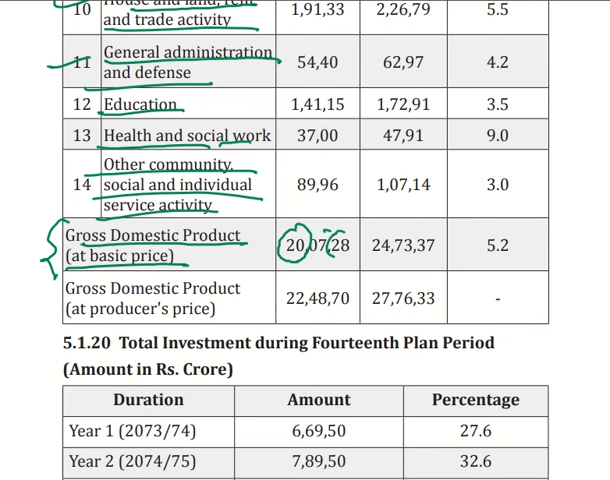 10 House and land, rent 1,91,33 2,26,79 5.5
and trade activity
11 General administration 54,40 62,97 4.2
and defense
12 Education 1,41,15 1,72,91 3.5
13 Health and social work 37,00 47,91 9.0
14 Other community, 89,96 1,07,14 3.0
social and individual
service activity
Gross Domestic Product 20,07,28 24,73,37 5.2
(at basic price)
Gross Domestic Product 22,48,70 27,76,33 -
(at producer's price)
5.1.20 Total Investment during Fourteenth Plan Period
(Amount in Rs. Crore)
Duration Amount Percentage
Year 1 (2073/74) 6,69,50 27.6
Year 2 (2074/75) 7,89,50 32.6